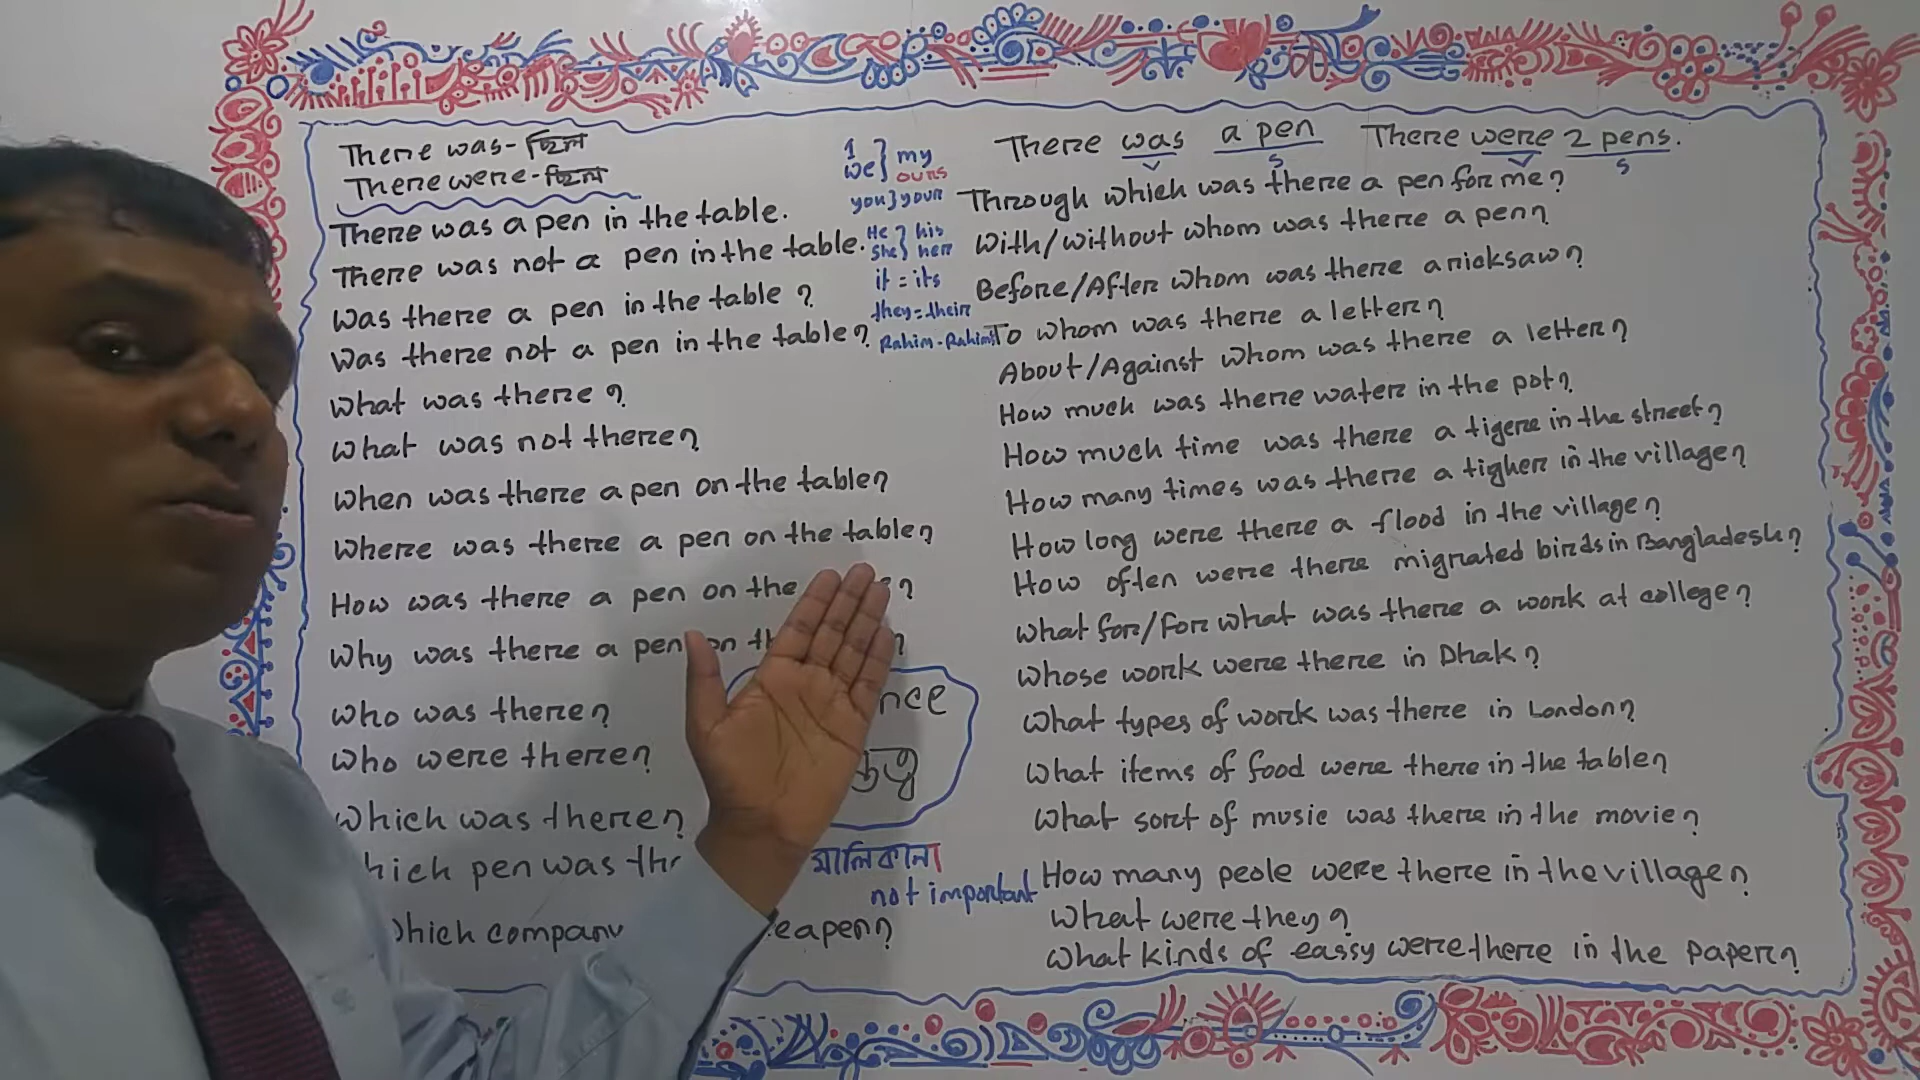 There was - ছিল
There were - ছিল
There was a pen in the table.
There was not a pen in the table.
Was there a pen in the table ?
Was there not a pen in the table?
What was there ?
What was not there?
When was there a pen on the table?
Where was there a pen on the table?
How was there a pen on the ?
Why was there a pen on ?
Who was there?
Who were there?
Which was there?
pen was
company a pen?
I
we } my
ours
you } your
He } his
She } her
it = its
they = their
Rahim - Rahim's
nce
মালিকানা
not important
There was a pen There were 2 pens.
S S
Through which was there a pen for me?
With/without whom was there a pen?
Before/After whom was there a ricksaw?
To whom was there a letter?
About/Against whom was there a letter?
How much was there water in the pot?
How much time was there a tigere in the street?
How many times was there a tigher in the village?
How long were there a flood in the village?
How often were there migrated birds in Bangladesh?
What for/For what was there a work at college?
Whose work were there in Dhak?
What types of work was there in London?
What items of food were there in the table?
What sort of music was there in the movie?
How many peole were there in the village?
What were they?
What kinds of eassy were there in the paper?